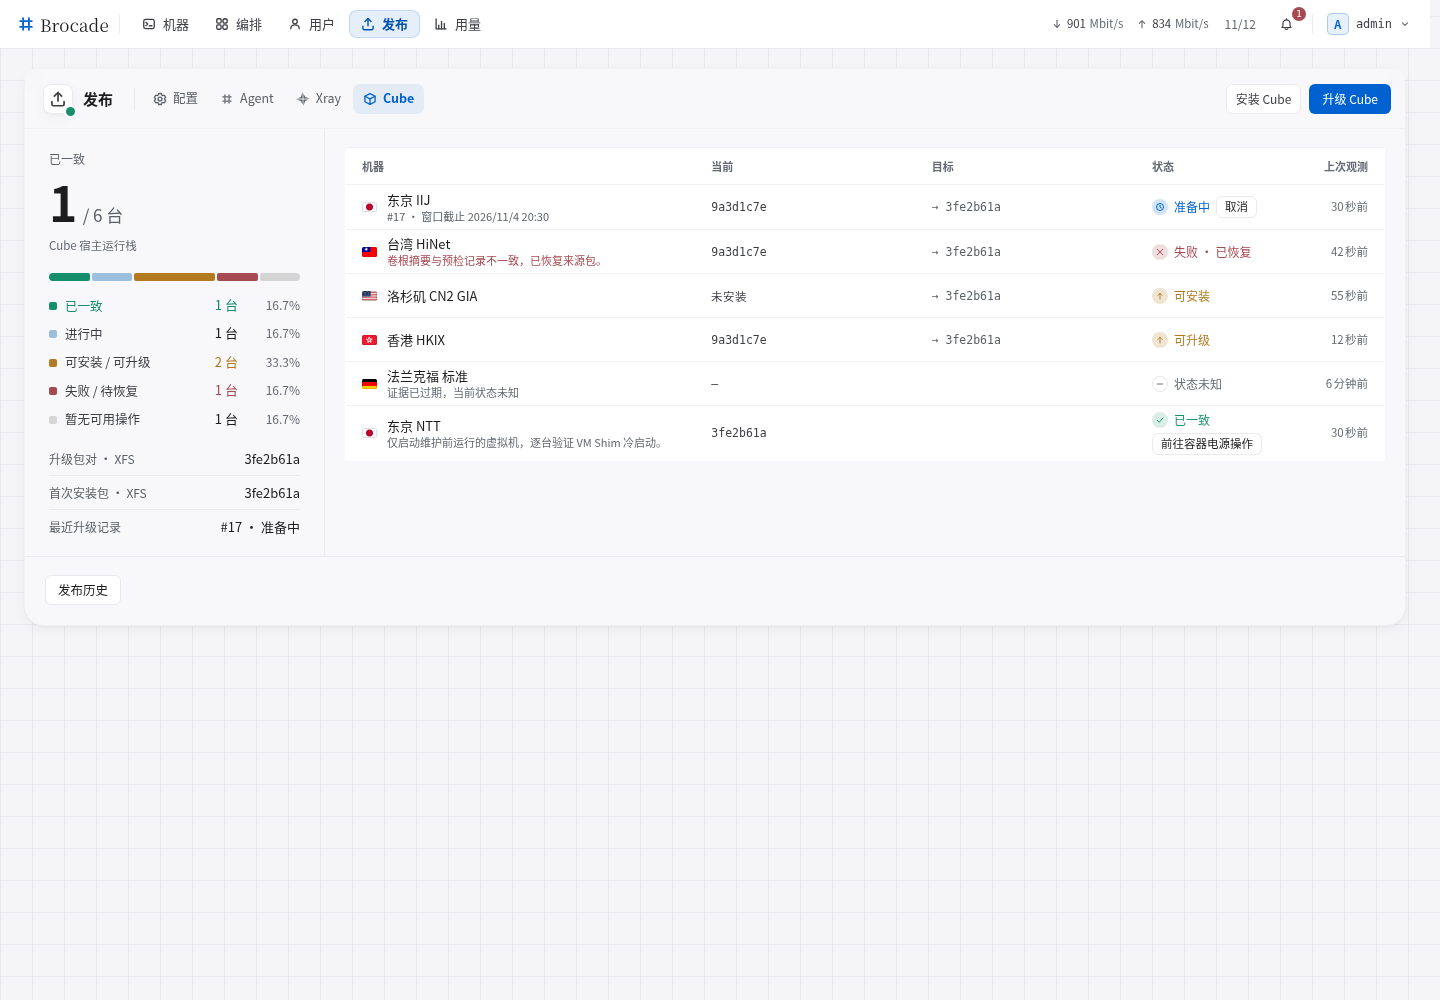 Brocade 机器 编排 用户 发布 用量 ↓ 901 Mbit/s ↑ 834 Mbit/s 11/12 1 A admin
发布 配置 Agent Xray Cube 安装 Cube 升级 Cube
已一致
1 / 6 台
Cube 宿主运行栈
已一致 1 台 16.7%
进行中 1 台 16.7%
可安装 / 可升级 2 台 33.3%
失败 / 待恢复 1 台 16.7%
暂无可用操作 1 台 16.7%
升级包对 · XFS 3fe2b61a
首次安装包 · XFS 3fe2b61a
最近升级记录 #17 · 准备中
机器 当前 目标 状态 上次观测
东京 IIJ 9a3d1c7e → 3fe2b61a 准备中 取消 30秒前
#17 · 窗口截止 2026/11/4 20:30
台湾 HiNet 9a3d1c7e → 3fe2b61a 失败 · 已恢复 42秒前
卷根摘要与预检记录不一致，已恢复来源包。
洛杉矶 CN2 GIA 未安装 → 3fe2b61a 可安装 55秒前
香港 HKIX 9a3d1c7e → 3fe2b61a 可升级 12秒前
法兰克福 标准 — 状态未知 6分钟前
证据已过期，当前状态未知
东京 NTT 3fe2b61a 已一致 30秒前
仅启动维护前运行的虚拟机，逐台验证 VM Shim 冷启动。 前往容器电源操作
发布历史